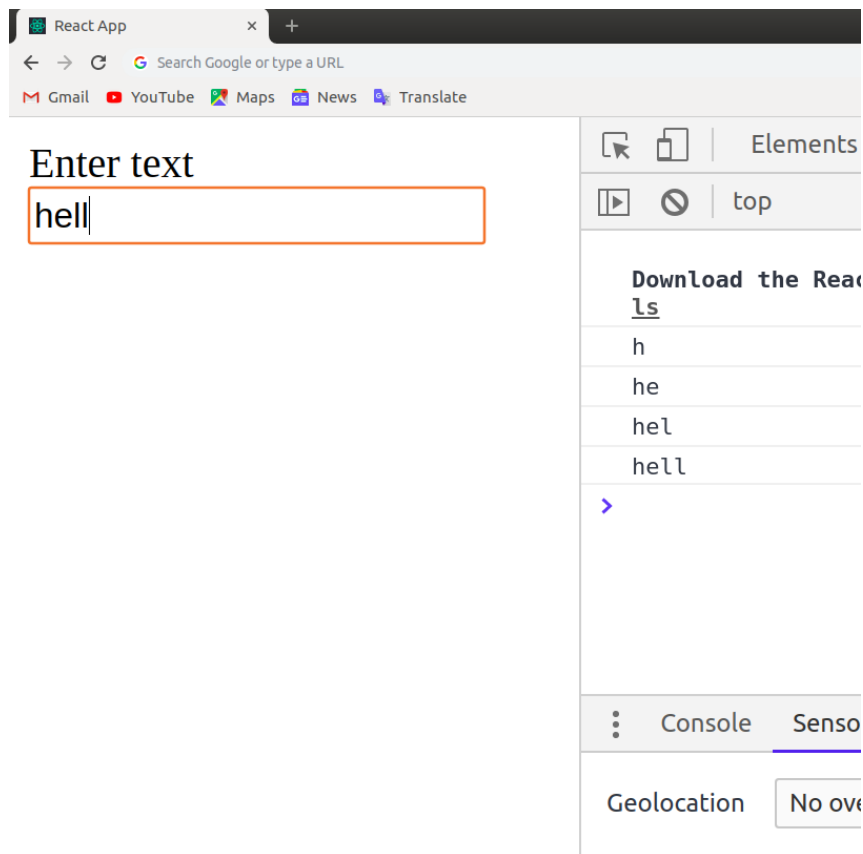 React App
Search Google or type a URL
Gmail YouTube Maps News Translate
Enter text
hell
Elements
top
Download the Reac
ls
h
he
hel
hell
Console Senso
Geolocation No ove